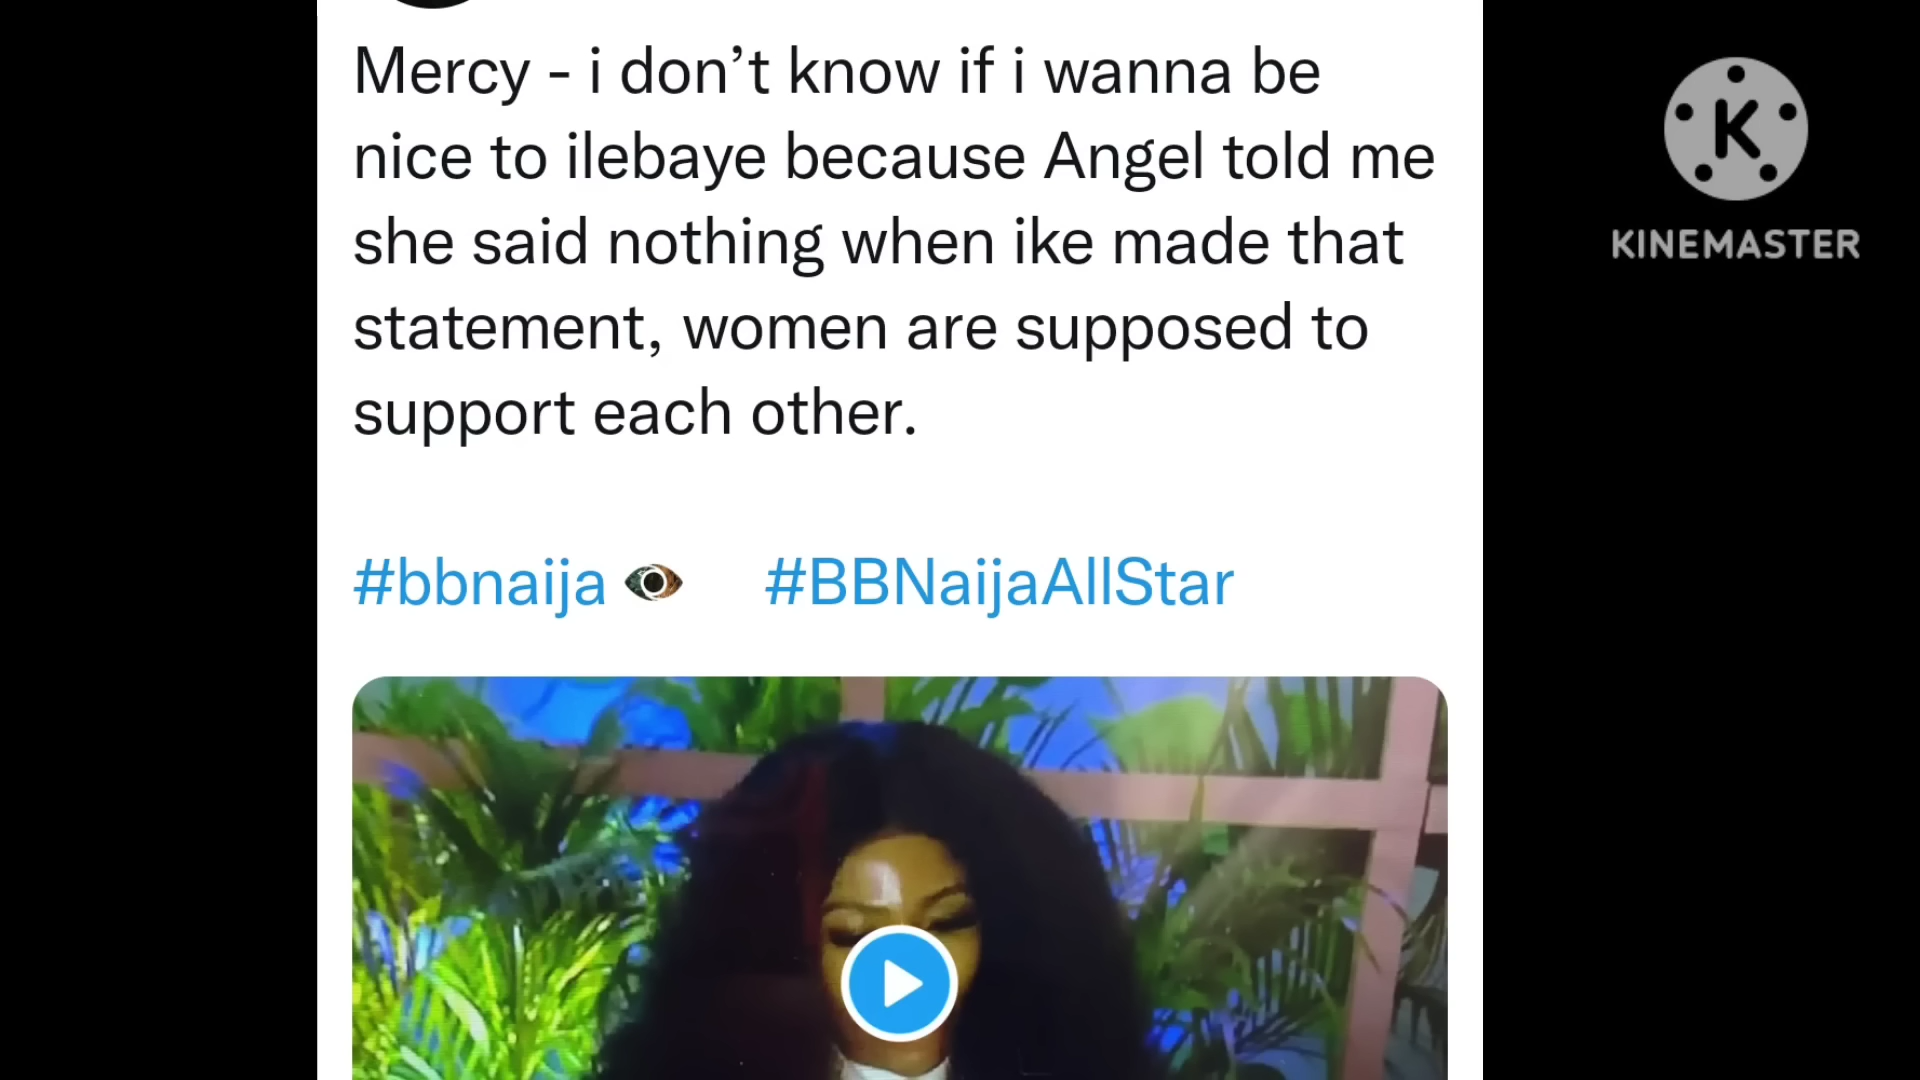 Mercy - i don’t know if i wanna be
nice to ilebaye because Angel told me
she said nothing when ike made that
statement, women are supposed to
support each other.
#bbnaija #BBNaijaAllStar
K
KINEMASTER